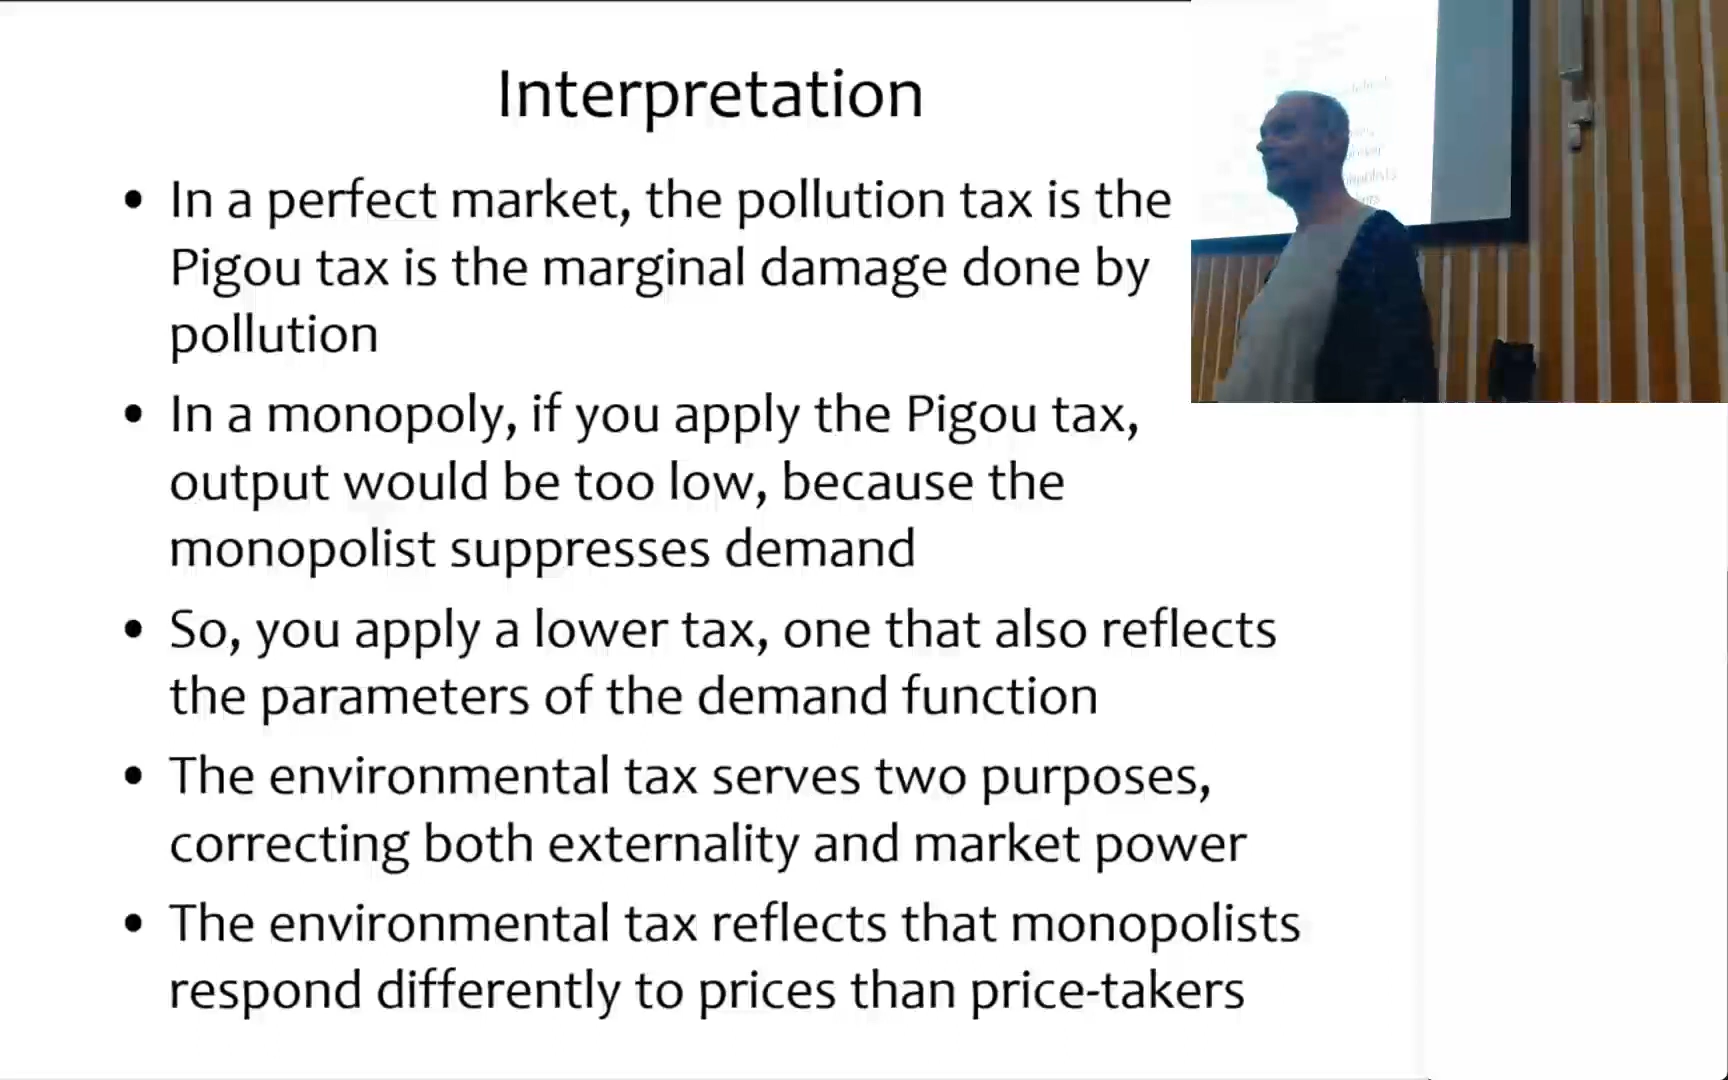 Interpretation
• In a perfect market, the pollution tax is the
Pigou tax is the marginal damage done by
pollution
• In a monopoly, if you apply the Pigou tax,
output would be too low, because the
monopolist suppresses demand
• So, you apply a lower tax, one that also reflects
the parameters of the demand function
• The environmental tax serves two purposes,
correcting both externality and market power
• The environmental tax reflects that monopolists
respond differently to prices than price-takers